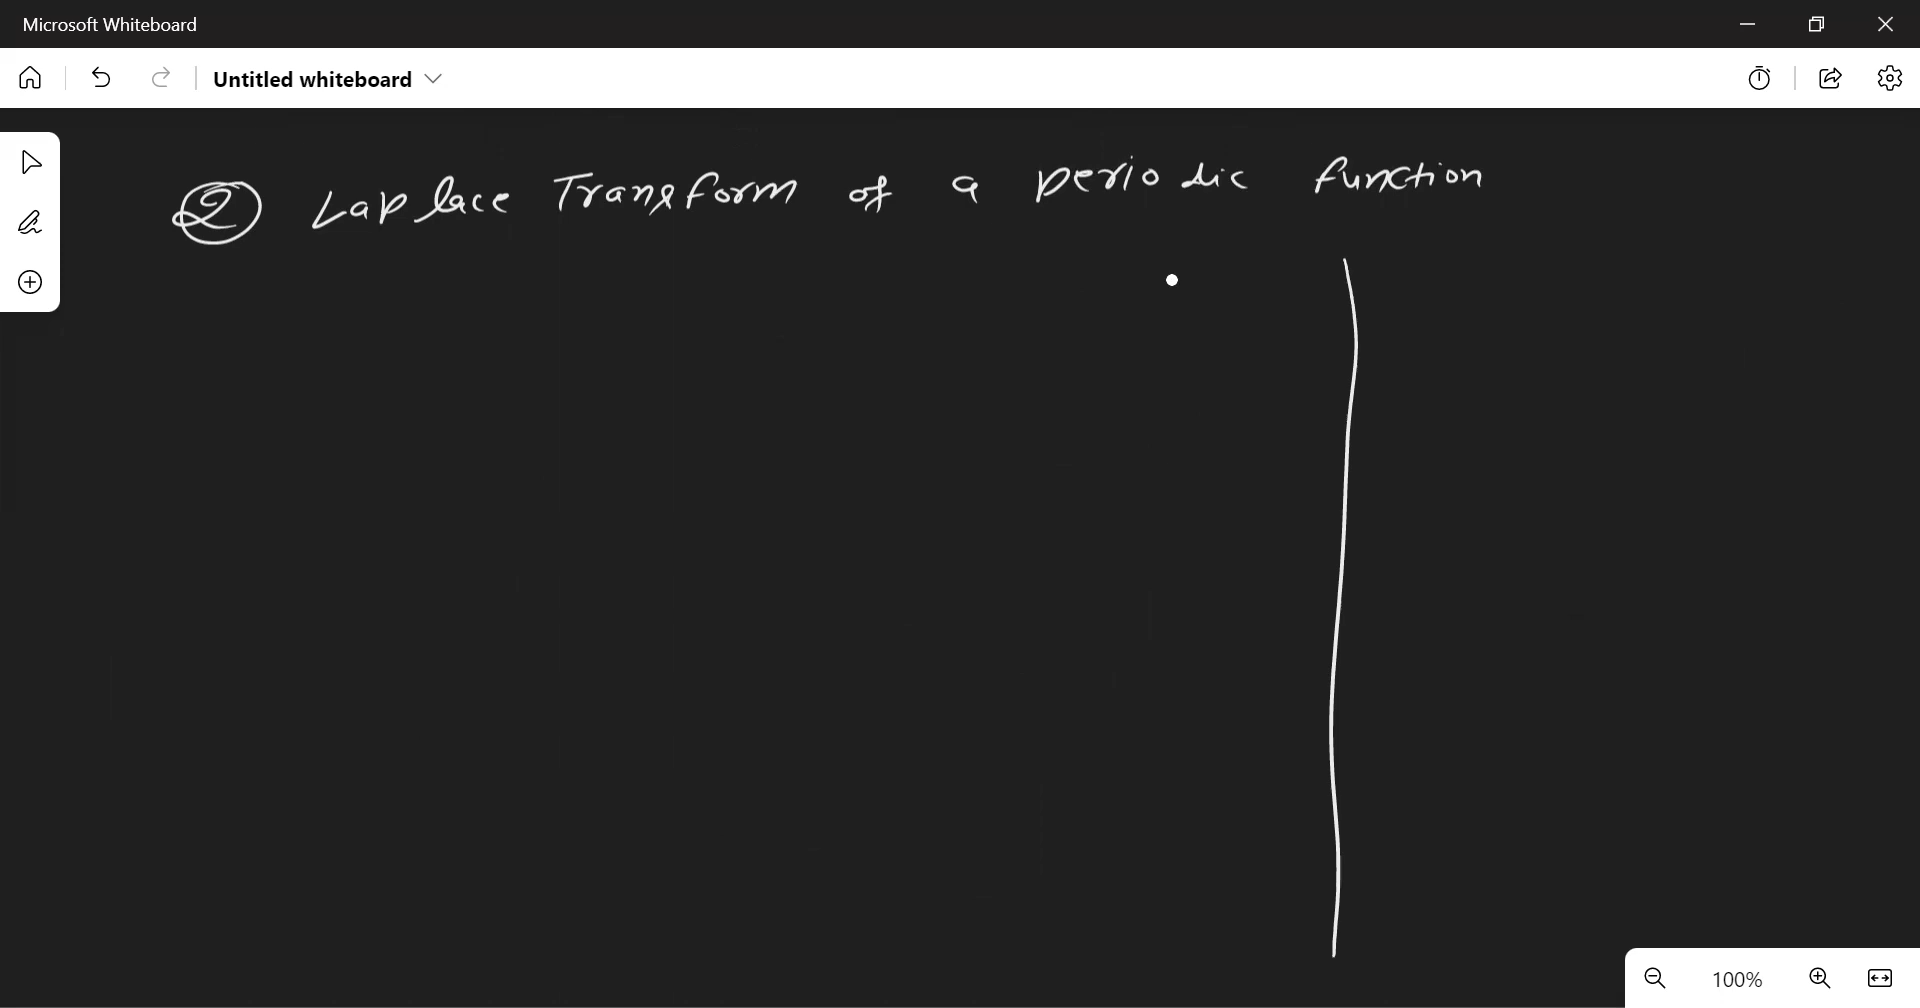 Microsoft Whiteboard
Untitled whiteboard
② Laplace Transform of a periodic function
100%